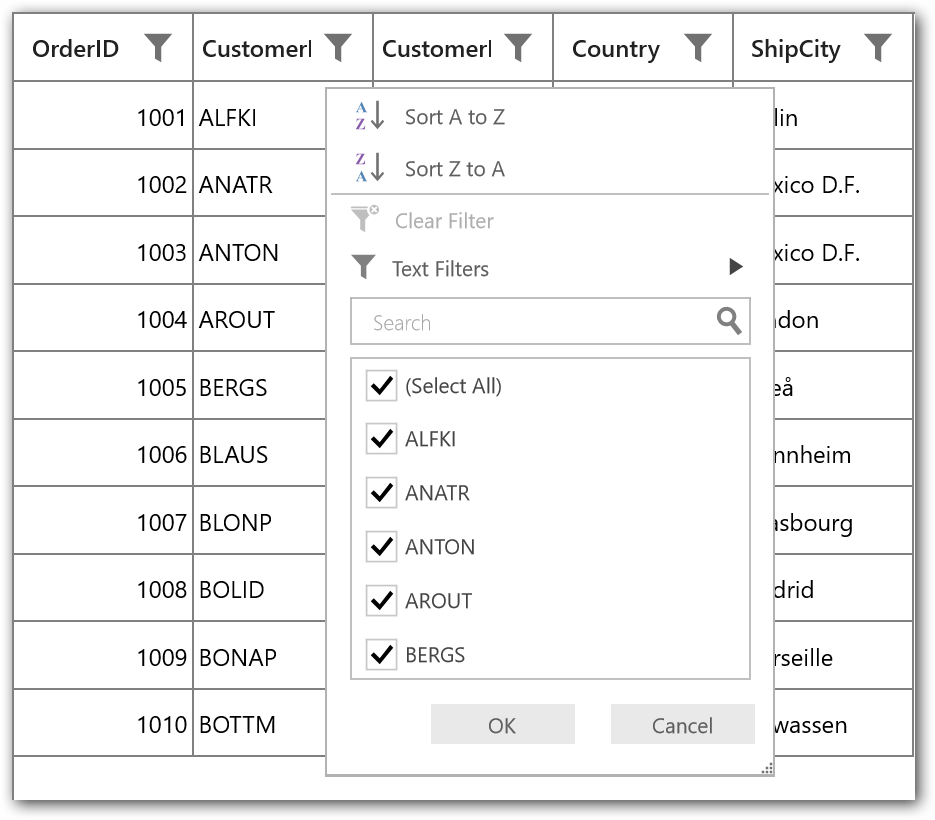 OrderID CustomerI CustomerI Country ShipCity
1001 ALFKI lin
1002 ANATR xico D.F.
1003 ANTON xico D.F.
1004 AROUT don
1005 BERGS eå
1006 BLAUS nnheim
1007 BLONP asbourg
1008 BOLID drid
1009 BONAP rseille
1010 BOTTM wassen
A Z Sort A to Z
Z A Sort Z to A
Clear Filter
Text Filters
Search
(Select All)
ALFKI
ANATR
ANTON
AROUT
BERGS
OK Cancel